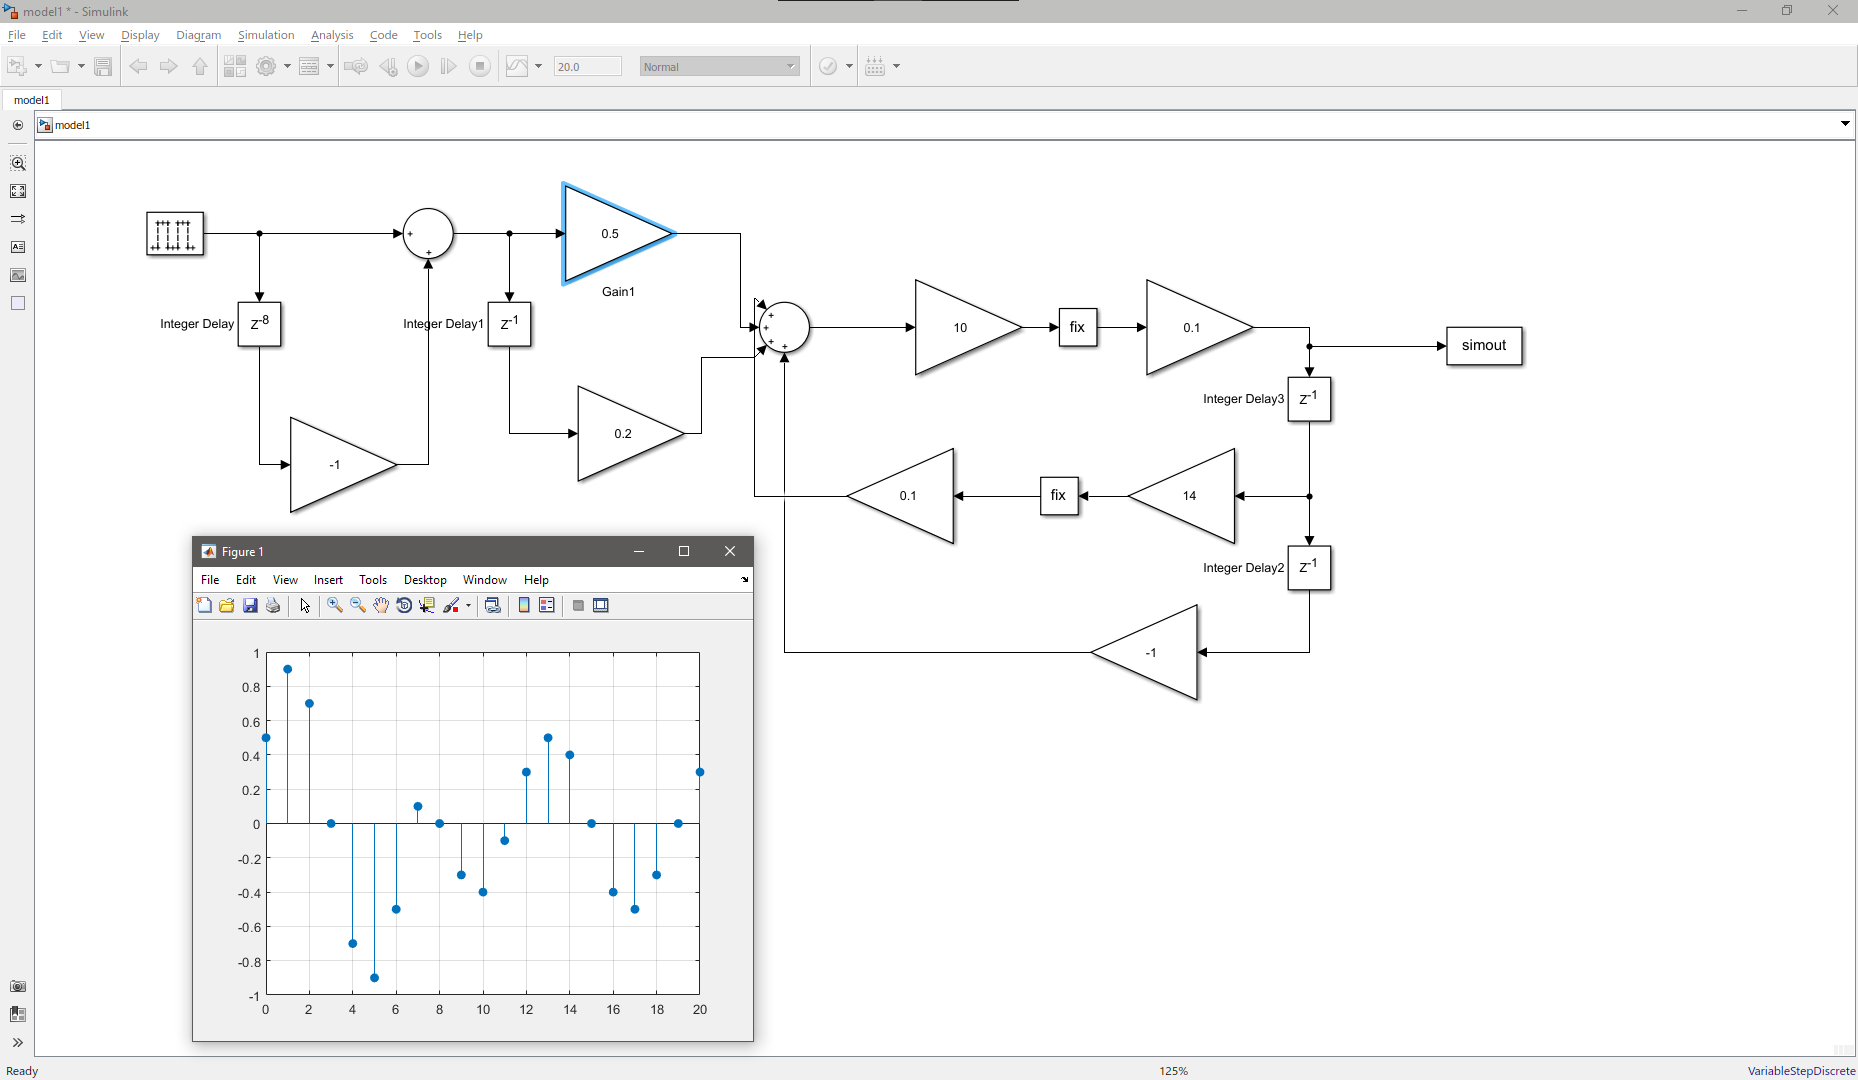 model1 * - Simulink
File Edit View Display Diagram Simulation Analysis Code Tools Help
20.0 Normal
model1
model1
0.5
Gain1
Integer Delay z-8
Integer Delay1 z-1
10 fix 0.1
simout
Integer Delay3 z-1
0.2
-1
0.1 fix 14
Integer Delay2 z-1
-1
Figure 1
File Edit View Insert Tools Desktop Window Help
1
0.8
0.6
0.4
0.2
0
-0.2
-0.4
-0.6
-0.8
-1
0 2 4 6 8 10 12 14 16 18 20
Ready 125% VariableStepDiscrete